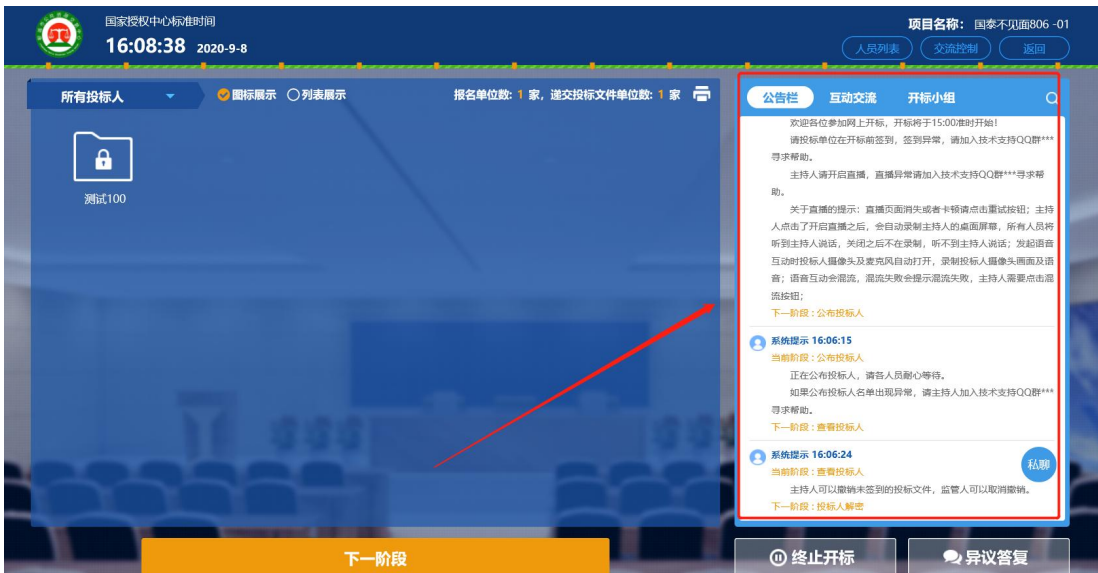 国家授权中心标准时间
16:08:38 2020-9-8
项目名称： 国泰不见面806 -01
人员列表 交流控制 返回
所有投标人 图标展示 列表展示 报名单位数: 1 家，递交投标文件单位数: 1 家
测试100
公告栏 互动交流 开标小组
欢迎各位参加网上开标，开标将于15:00准时开始！
请投标单位在开标前签到，签到异常，请加入技术支持QQ群***
寻求帮助。
主持人请开启直播，直播异常请加入技术支持QQ群***寻求帮
助。
关于直播的提示：直播页面消失或者卡顿请点击重试按钮；主持
人点击了开启直播之后，会自动录制主持人的桌面屏幕，所有人员将
听到主持人说话，关闭之后不在录制，听不到主持人说话；发起语音
互动时投标人摄像头及麦克风自动打开，录制投标人摄像头画面及语
音；语音互动会混流，混流失败会提示混流失败，主持人需要点击混
流按钮；
下一阶段：公布投标人
系统提示 16:06:15
当前阶段：公布投标人
正在公布投标人，请各人员耐心等待。
如果公布投标人名单出现异常，请主持人加入技术支持QQ群***
寻求帮助。
下一阶段：查看投标人
系统提示 16:06:24
当前阶段：查看投标人
主持人可以撤销未签到的投标文件，监管人可以取消撤销。
下一阶段：投标人解密
私聊
下一阶段
终止开标 异议答复